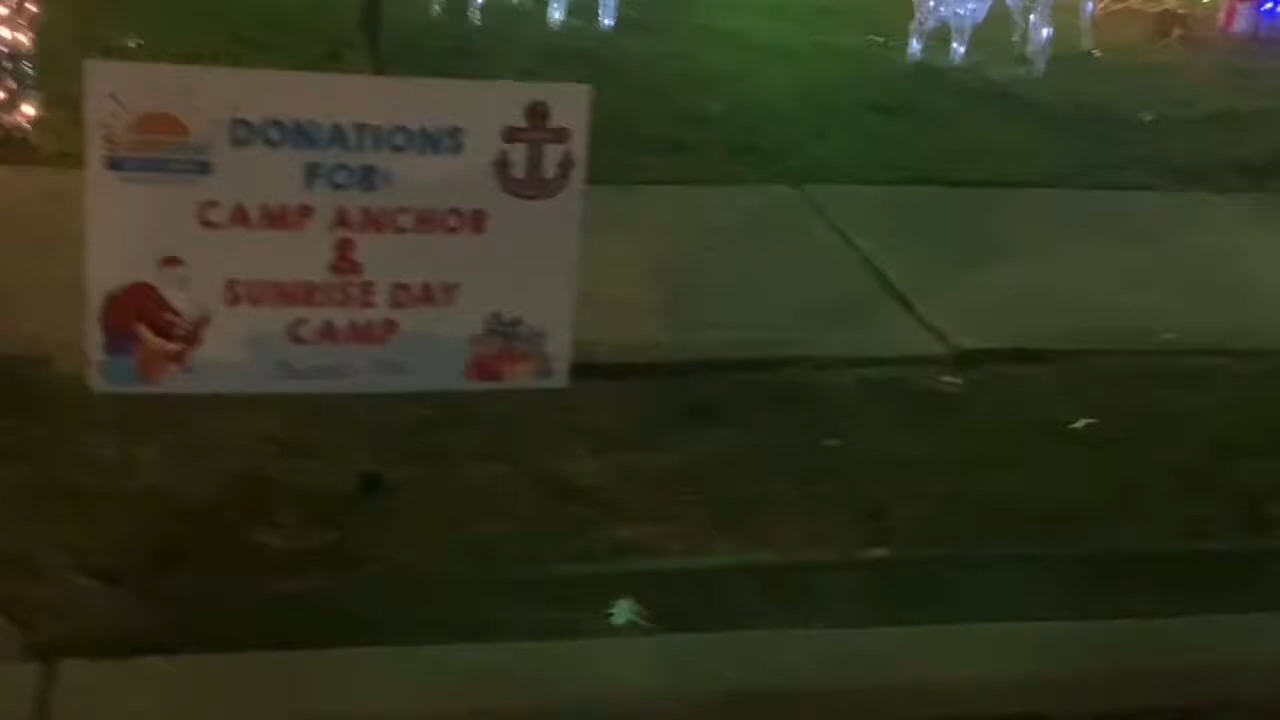 DONATIONS
FOR:
CAMP ANCHOR
&
SUNRISE DAY
CAMP